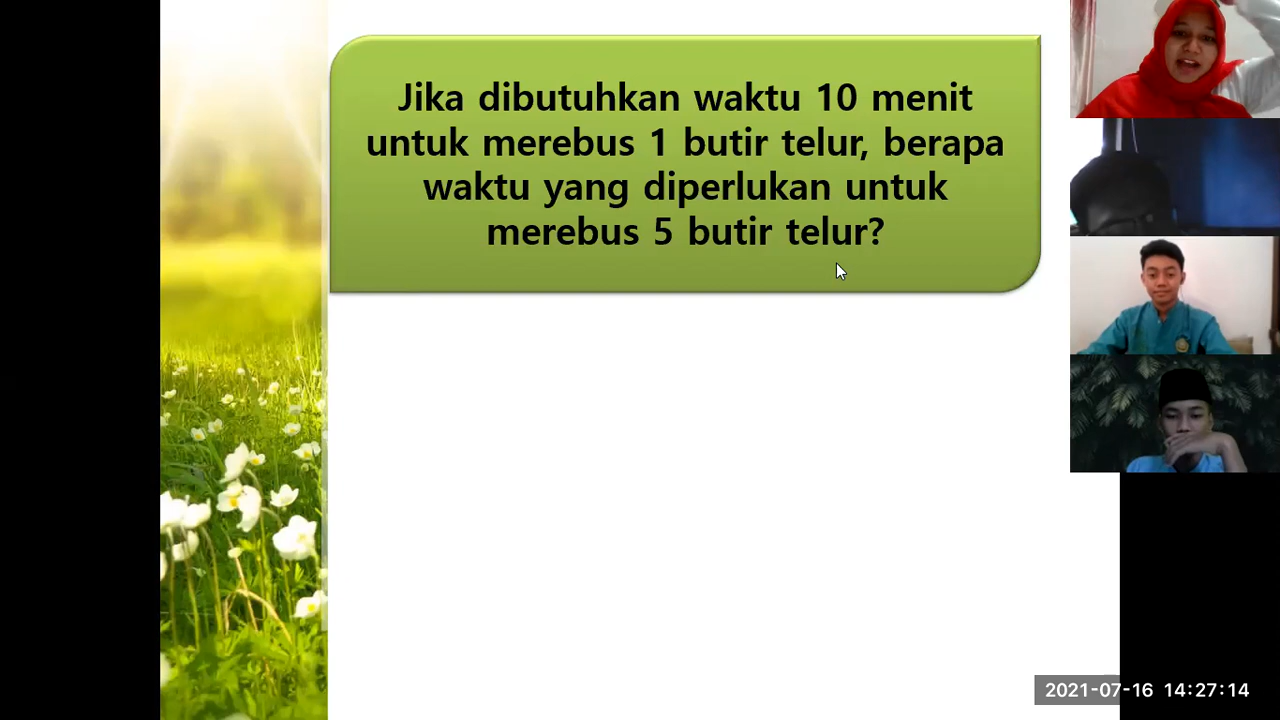 Jika dibutuhkan waktu 10 menit
untuk merebus 1 butir telur, berapa
waktu yang diperlukan untuk
merebus 5 butir telur?
2021-07-16 14:27:14